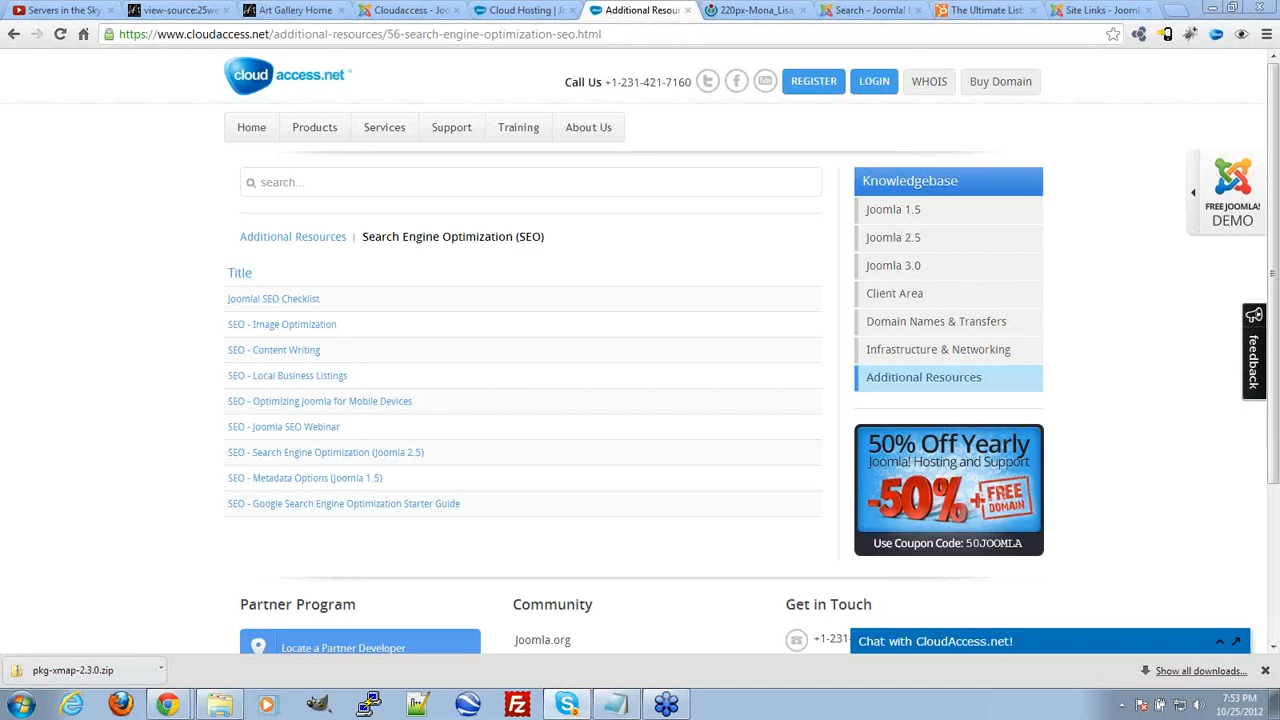 Servers in the Sky
view-source:25we
Art Gallery Home
Cloudaccess - Jo
Cloud Hosting | J
Additional Resou
220px-Mona_Lisa,
Search - Joomla!
The Ultimate List:
Site Links - Joom
https://www.cloudaccess.net/additional-resources/56-search-engine-optimization-seo.html
cloudaccess.net™
Call Us +1-231-421-7160
REGISTER
LOGIN
WHOIS
Buy Domain
Home
Products
Services
Support
Training
About Us
search...
Additional Resources | Search Engine Optimization (SEO)
Title
Joomla! SEO Checklist
SEO - Image Optimization
SEO - Content Writing
SEO - Local Business Listings
SEO - Optimizing Joomla for Mobile Devices
SEO - Joomla SEO Webinar
SEO - Search Engine Optimization (Joomla 2.5)
SEO - Metadata Options (Joomla 1.5)
SEO - Google Search Engine Optimization Starter Guide
Knowledgebase
Joomla 1.5
Joomla 2.5
Joomla 3.0
Client Area
Domain Names & Transfers
Infrastructure & Networking
Additional Resources
50% Off Yearly
Joomla! Hosting and Support
-50% + FREE DOMAIN
Use Coupon Code: 50JOOMLA
FREE JOOMLA!
DEMO
feedback
Partner Program
Locate a Partner Developer
Community
Joomla.org
Get in Touch
+1-231-
Chat with CloudAccess.net!
pkg-xmap-2.3.0.zip
Show all downloads...
7:53 PM
10/25/2012